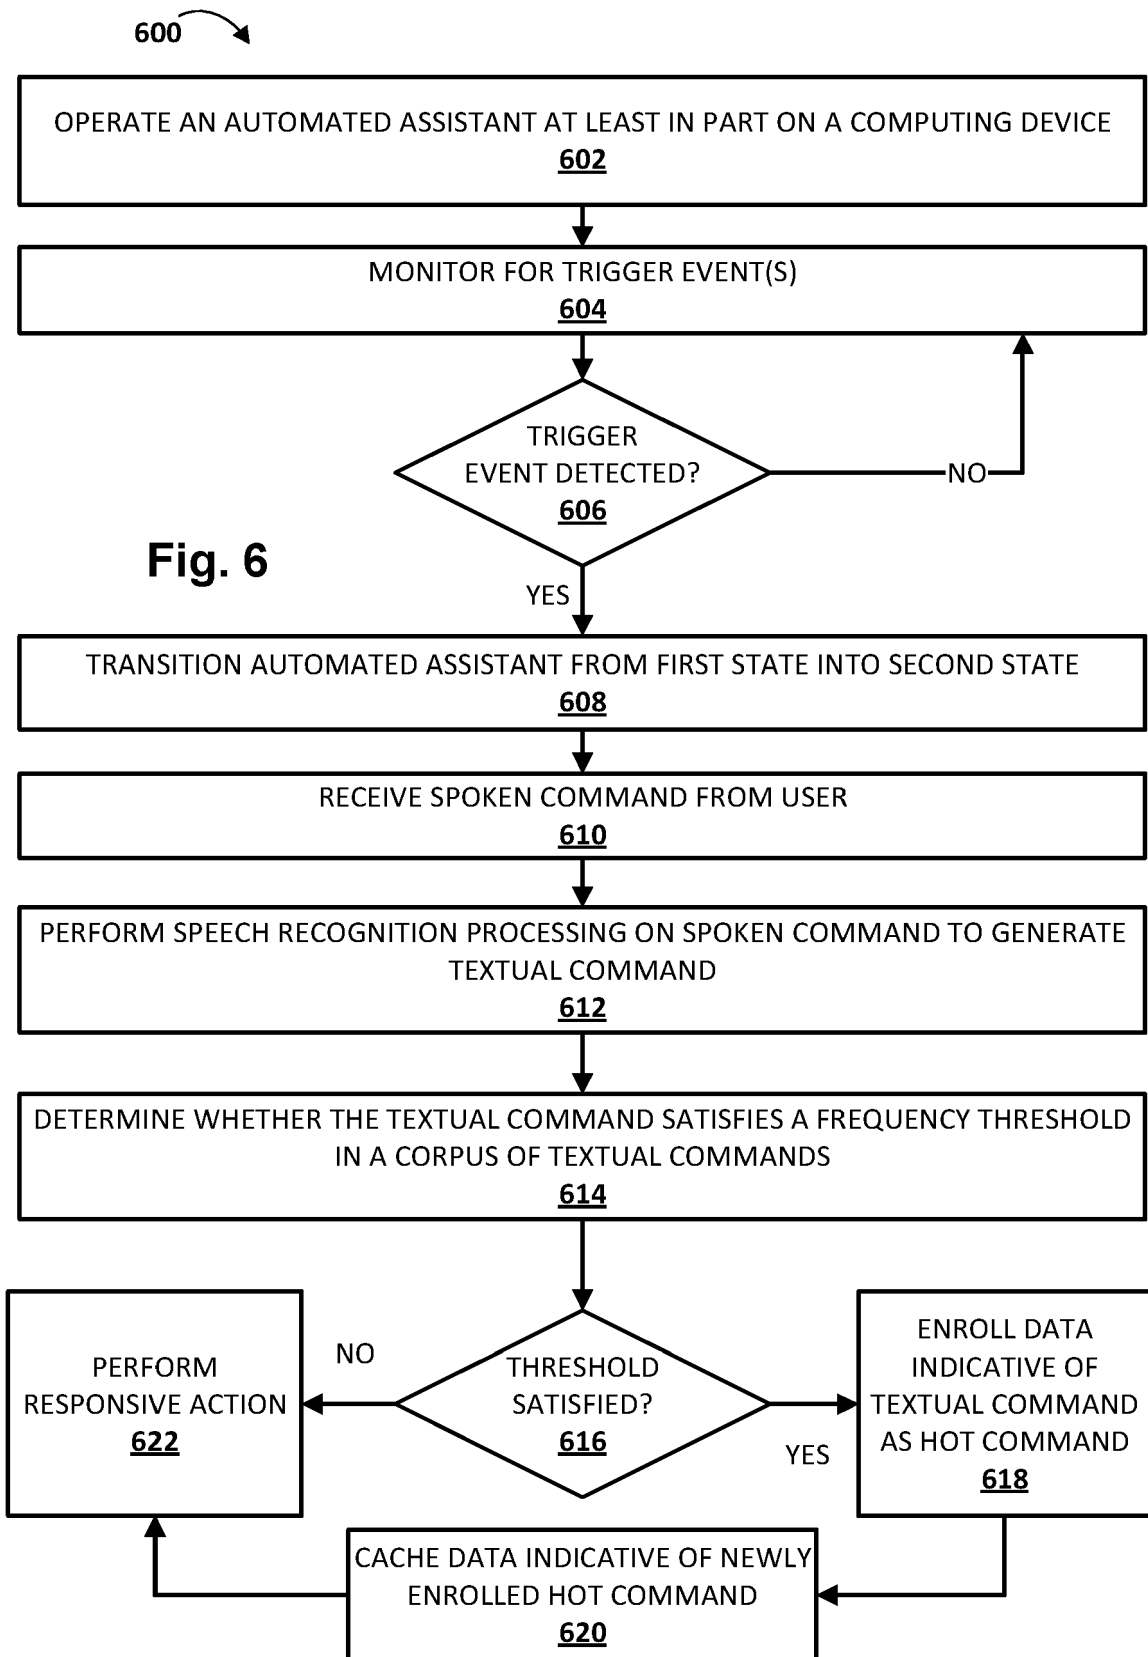 600
OPERATE AN AUTOMATED ASSISTANT AT LEAST IN PART ON A COMPUTING DEVICE
602
MONITOR FOR TRIGGER EVENT(S)
604
TRIGGER
EVENT DETECTED?
606
NO
Fig. 6
YES
TRANSITION AUTOMATED ASSISTANT FROM FIRST STATE INTO SECOND STATE
608
RECEIVE SPOKEN COMMAND FROM USER
610
PERFORM SPEECH RECOGNITION PROCESSING ON SPOKEN COMMAND TO GENERATE
TEXTUAL COMMAND
612
DETERMINE WHETHER THE TEXTUAL COMMAND SATISFIES A FREQUENCY THRESHOLD
IN A CORPUS OF TEXTUAL COMMANDS
614
THRESHOLD
SATISFIED?
616
NO
PERFORM
RESPONSIVE ACTION
622
YES
ENROLL DATA
INDICATIVE OF
TEXTUAL COMMAND
AS HOT COMMAND
618
CACHE DATA INDICATIVE OF NEWLY
ENROLLED HOT COMMAND
620